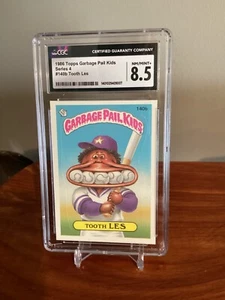 CGC
CERTIFIED GUARANTY COMPANY
1986 Topps Garbage Pail Kids
Series 4
#140b Tooth Les
NM/MINT+
8.5
140b
GARBAGE PAIL KIDS
TOOTH LES